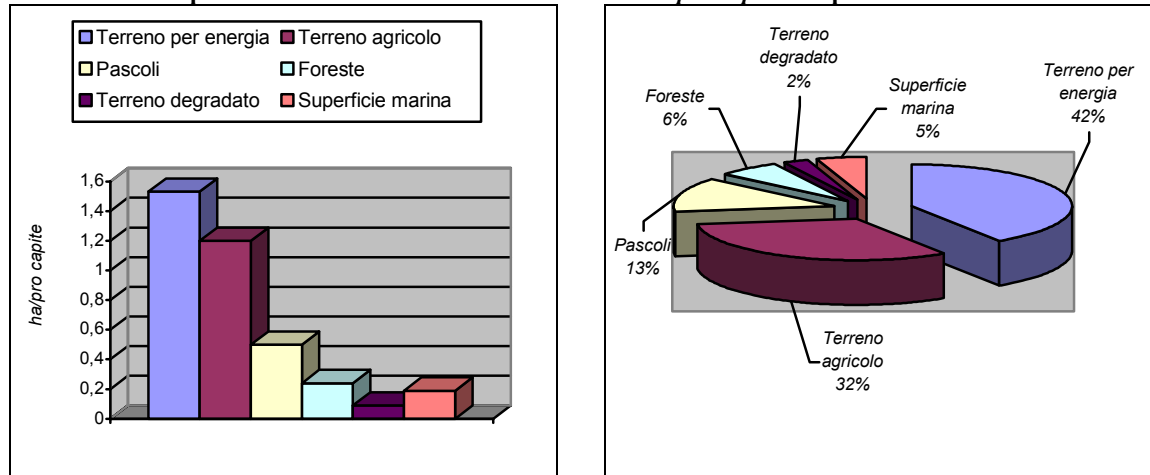 Terreno per energia
Terreno agricolo
Pascoli
Foreste
Terreno degradato
Superficie marina
ha/pro capite
1,6
1,4
1,2
1
0,8
0,6
0,4
0,2
0
Terreno
degradato
2%
Superficie
marina
5%
Terreno per
energia
42%
Foreste
6%
Pascoli
13%
Terreno
agricolo
32%